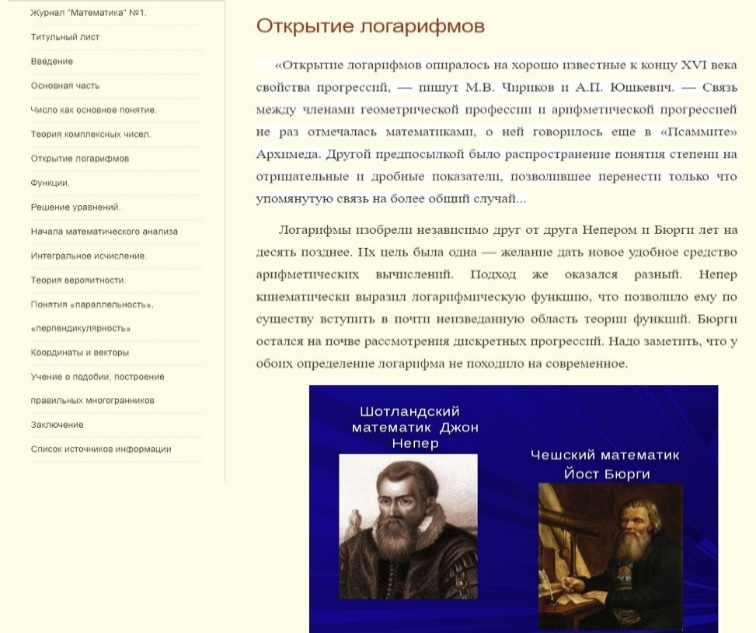 Журнал "Математика" №1.
Титульный лист
Введение
Основная часть
Число как основное понятие.
Теория комплексных чисел.
Открытие логарифмов
Функции.
Решение уравнений.
Начала математического анализа
Интегральное исчисление.
Теория вероятности.
Понятия «параллельность»,
«перпендикулярность»
Координаты и векторы
Учение о подобии, построение
правильных многогранников
Заключение
Список источников информации
Открытие логарифмов
«Открытие логарифмов опиралось на хорошо известные к концу XVI века
свойства прогрессий, — пишут М.В. Чириков и А.П. Юшкевич. — Связь
между членами геометрической профессии и арифметической прогрессией
не раз отмечалась математиками, о ней говорилось еще в «Псаммите»
Архимеда. Другой предпосылкой было распространение понятия степени на
отрицательные и дробные показатели, позволившее перенести только что
упомянутую связь на более общий случай...
Логарифмы изобрели независимо друг от друга Непером и Бюрги лет на
десять позднее. Их цель была одна — желание дать новое удобное средство
арифметических вычислений. Подход же оказался разный. Непер
кинематически выразил логарифмическую функцию, что позволило ему по
существу вступить в почти неизведанную область теории функций. Бюрги
остался на почве рассмотрения дискретных прогрессий. Надо заметить, что у
обоих определение логарифма не походило на современное.
Шотландский
математик Джон
Непер
Чешский математик
Йост Бюрги